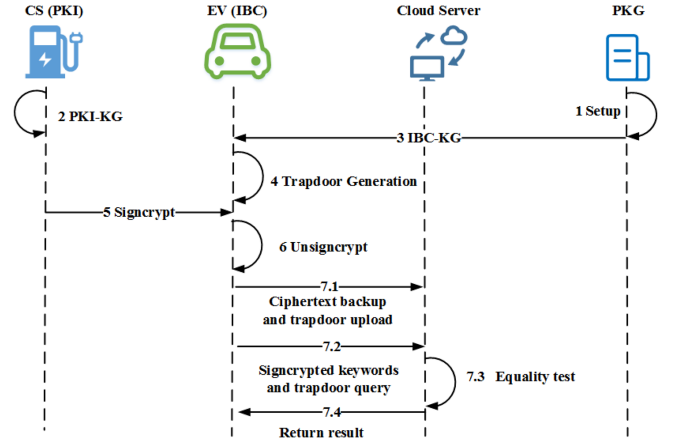 CS (PKI)
EV (IBC)
Cloud Server
PKG
1 Setup
2 PKI-KG
3 IBC-KG
4 Trapdoor Generation
5 Signcrypt
6 Unsigncrypt
7.1
Ciphertext backup
and trapdoor upload
7.2
Signcrypted keywords
and trapdoor query
7.3 Equality test
7.4
Return result